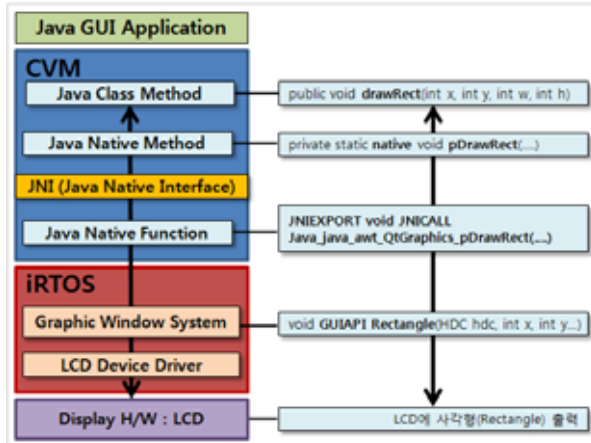 Java GUI Application
CVM
Java Class Method
public void drawRect(int x, int y, int w, int h)
Java Native Method
private static native void pDrawRect(...)
JNI (Java Native Interface)
Java Native Function
JNIEXPORT void JNICALL
Java_java_awt_QtGraphics_pDrawRect(....)
iRTOS
Graphic Window System
void GUIAPI Rectangle(HDC hdc, int x, int y...)
LCD Device Driver
Display H/W : LCD
LCD에 사각형(Rectangle) 출력